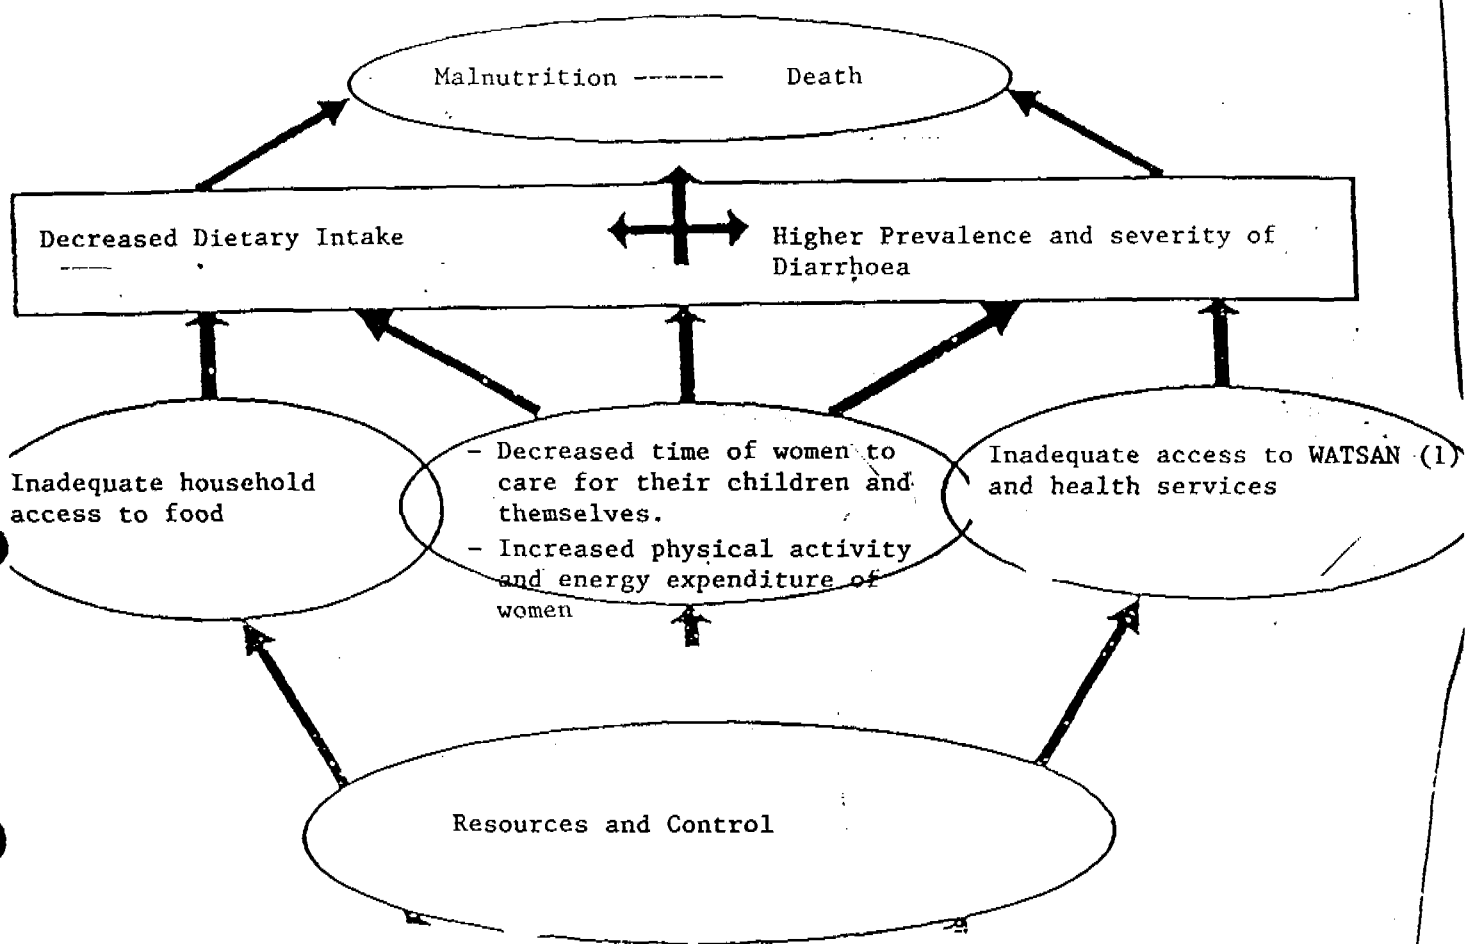 Malnutrition ------ Death
Decreased Dietary Intake
Higher Prevalence and severity of
Diarrhoea
Inadequate household
access to food
- Decreased time of women to
care for their children and
themselves.
- Increased physical activity
and energy expenditure of
women
Inadequate access to WATSAN (1)
and health services
Resources and Control